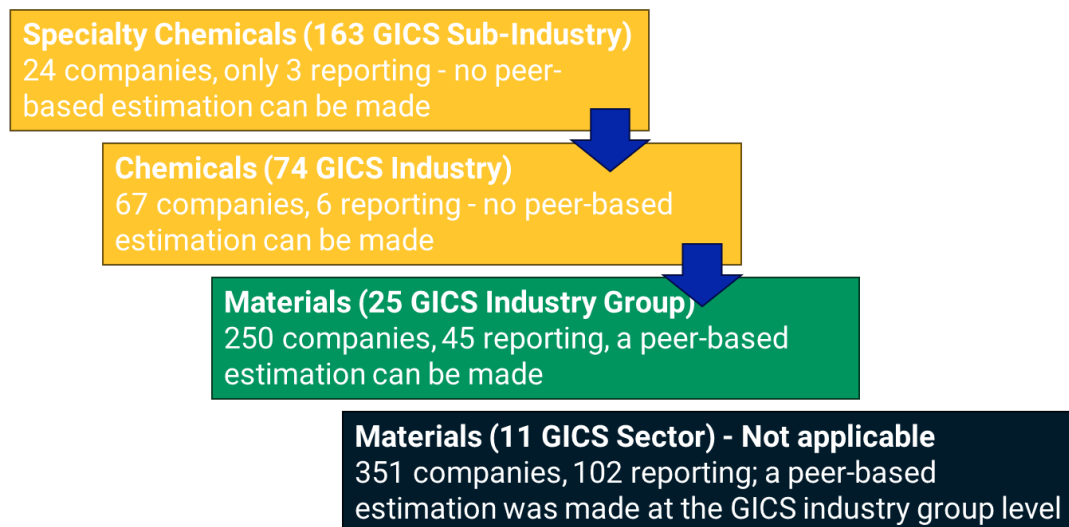 Specialty Chemicals (163 GICS Sub-Industry)
24 companies, only 3 reporting - no peer-
based estimation can be made
Chemicals (74 GICS Industry)
67 companies, 6 reporting - no peer-based
estimation can be made
Materials (25 GICS Industry Group)
250 companies, 45 reporting, a peer-based
estimation can be made
Materials (11 GICS Sector) - Not applicable
351 companies, 102 reporting; a peer-based
estimation was made at the GICS industry group level